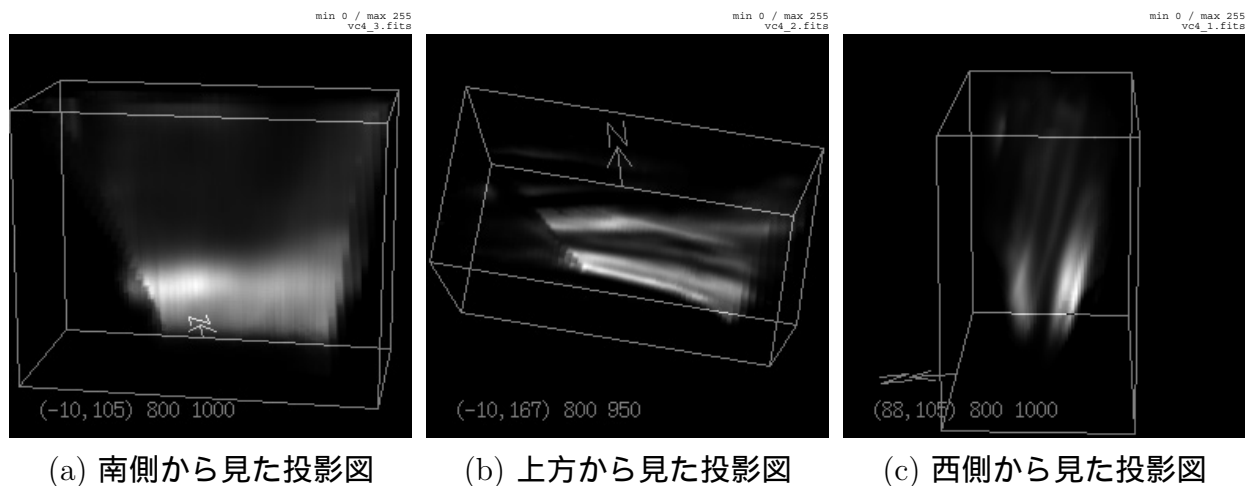 min 0 / max 255
vc4_3.fits
min 0 / max 255
vc4_2.fits
min 0 / max 255
vc4_1.fits
N
N
N
(-10,105) 800 1000
(-10,167) 800 950
(88,105) 800 1000
(a) 南側から見た投影図
(b) 上方から見た投影図
(c) 西側から見た投影図